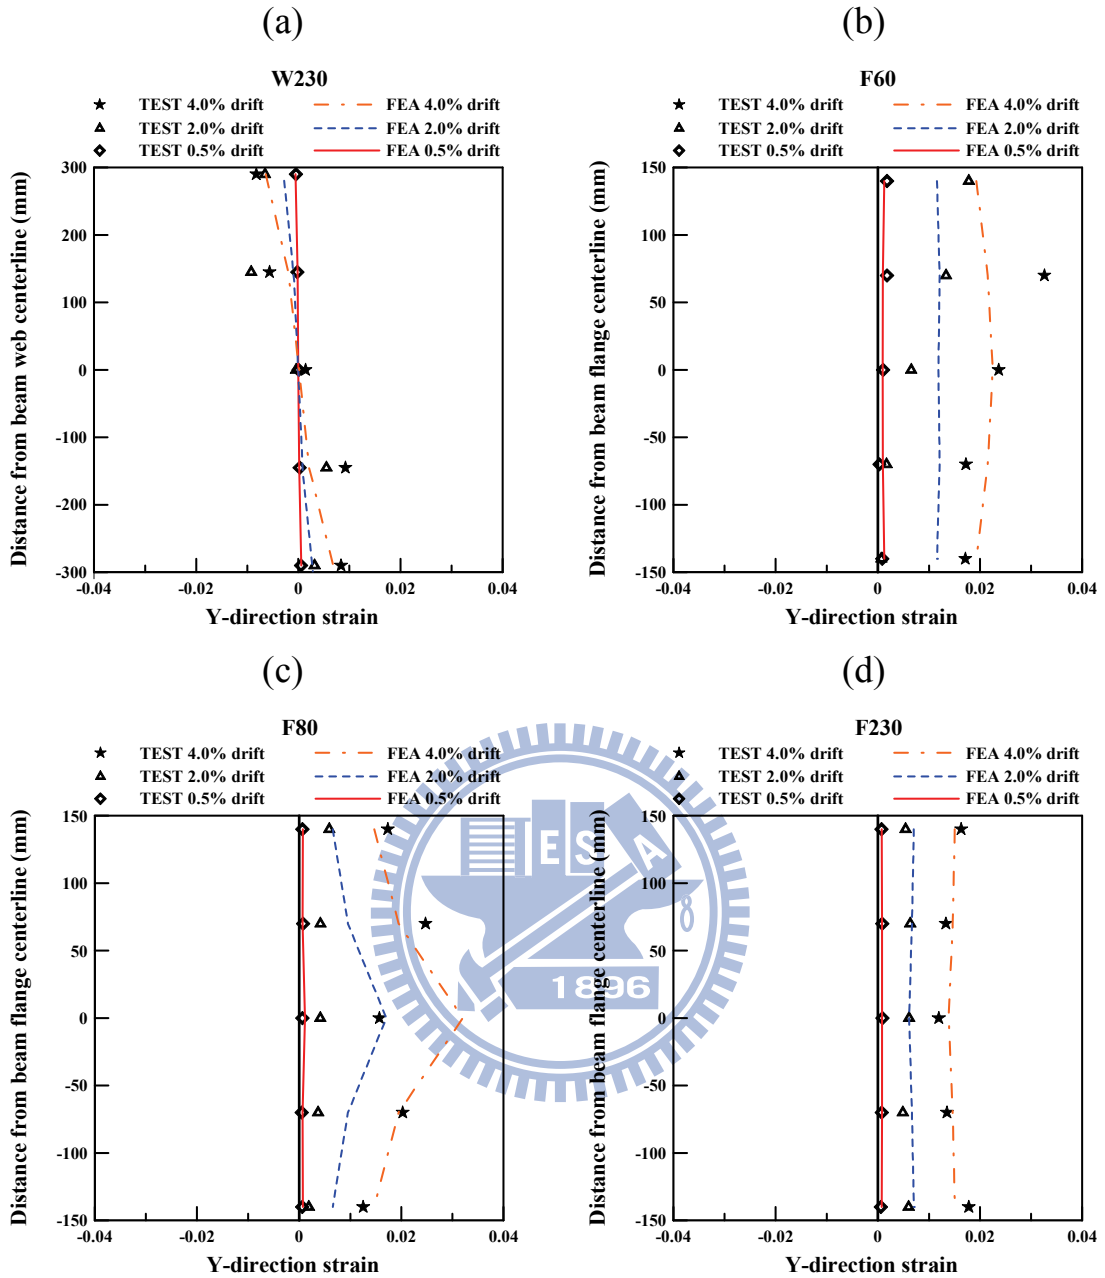 (a)
W230
TEST 4.0% drift FEA 4.0% drift
TEST 2.0% drift FEA 2.0% drift
TEST 0.5% drift FEA 0.5% drift
Distance from beam web centerline (mm)
300
200
100
0
-100
-200
-300
-0.04 -0.02 0 0.02 0.04
Y-direction strain
(b)
F60
TEST 4.0% drift FEA 4.0% drift
TEST 2.0% drift FEA 2.0% drift
TEST 0.5% drift FEA 0.5% drift
Distance from beam flange centerline (mm)
150
100
50
0
-50
-100
-150
-0.04 -0.02 0 0.02 0.04
Y-direction strain
(c)
F80
TEST 4.0% drift FEA 4.0% drift
TEST 2.0% drift FEA 2.0% drift
TEST 0.5% drift FEA 0.5% drift
Distance from beam flange centerline (mm)
150
100
50
0
-50
-100
-150
-0.04 -0.02 0 0.02 0.04
Y-direction strain
(d)
F230
TEST 4.0% drift FEA 4.0% drift
TEST 2.0% drift FEA 2.0% drift
TEST 0.5% drift FEA 0.5% drift
Distance from beam flange centerline (mm)
150
100
50
0
-50
-100
-150
-0.04 -0.02 0 0.02 0.04
Y-direction strain
E S A
1896